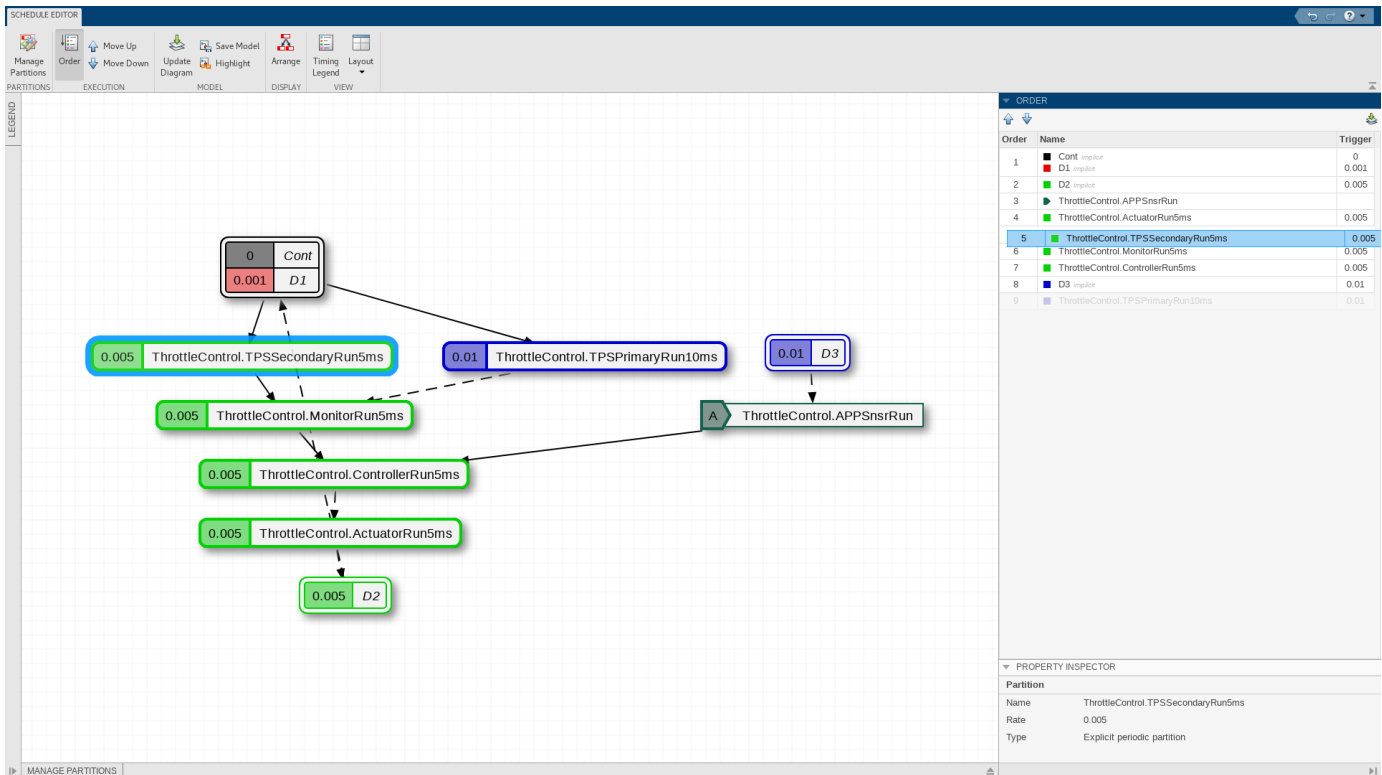 SCHEDULE EDITOR
?
Manage Partitions
Order
Move Up
Move Down
Update Diagram
Save Model
Highlight
Arrange
Timing Legend
Layout
PARTITIONS
EXECUTION
MODEL
DISPLAY
VIEW
LEGEND
0 Cont
0.001 D1
0.005 ThrottleControl.TPSSecondaryRun5ms
0.01 ThrottleControl.TPSPrimaryRun10ms
0.01 D3
0.005 ThrottleControl.MonitorRun5ms
A ThrottleControl.APPSnsrRun
0.005 ThrottleControl.ControllerRun5ms
0.005 ThrottleControl.ActuatorRun5ms
0.005 D2
MANAGE PARTITIONS
ORDER
Order Name Trigger
1 Cont implicit 0
D1 implicit 0.001
2 D2 implicit 0.005
3 ThrottleControl.APPSnsrRun
4 ThrottleControl.ActuatorRun5ms 0.005
5 ThrottleControl.TPSSecondaryRun5ms 0.005
6 ThrottleControl.MonitorRun5ms 0.005
7 ThrottleControl.ControllerRun5ms 0.005
8 D3 implicit 0.01
9 ThrottleControl.TPSPrimaryRun10ms 0.01
PROPERTY INSPECTOR
Partition
Name ThrottleControl.TPSSecondaryRun5ms
Rate 0.005
Type Explicit periodic partition